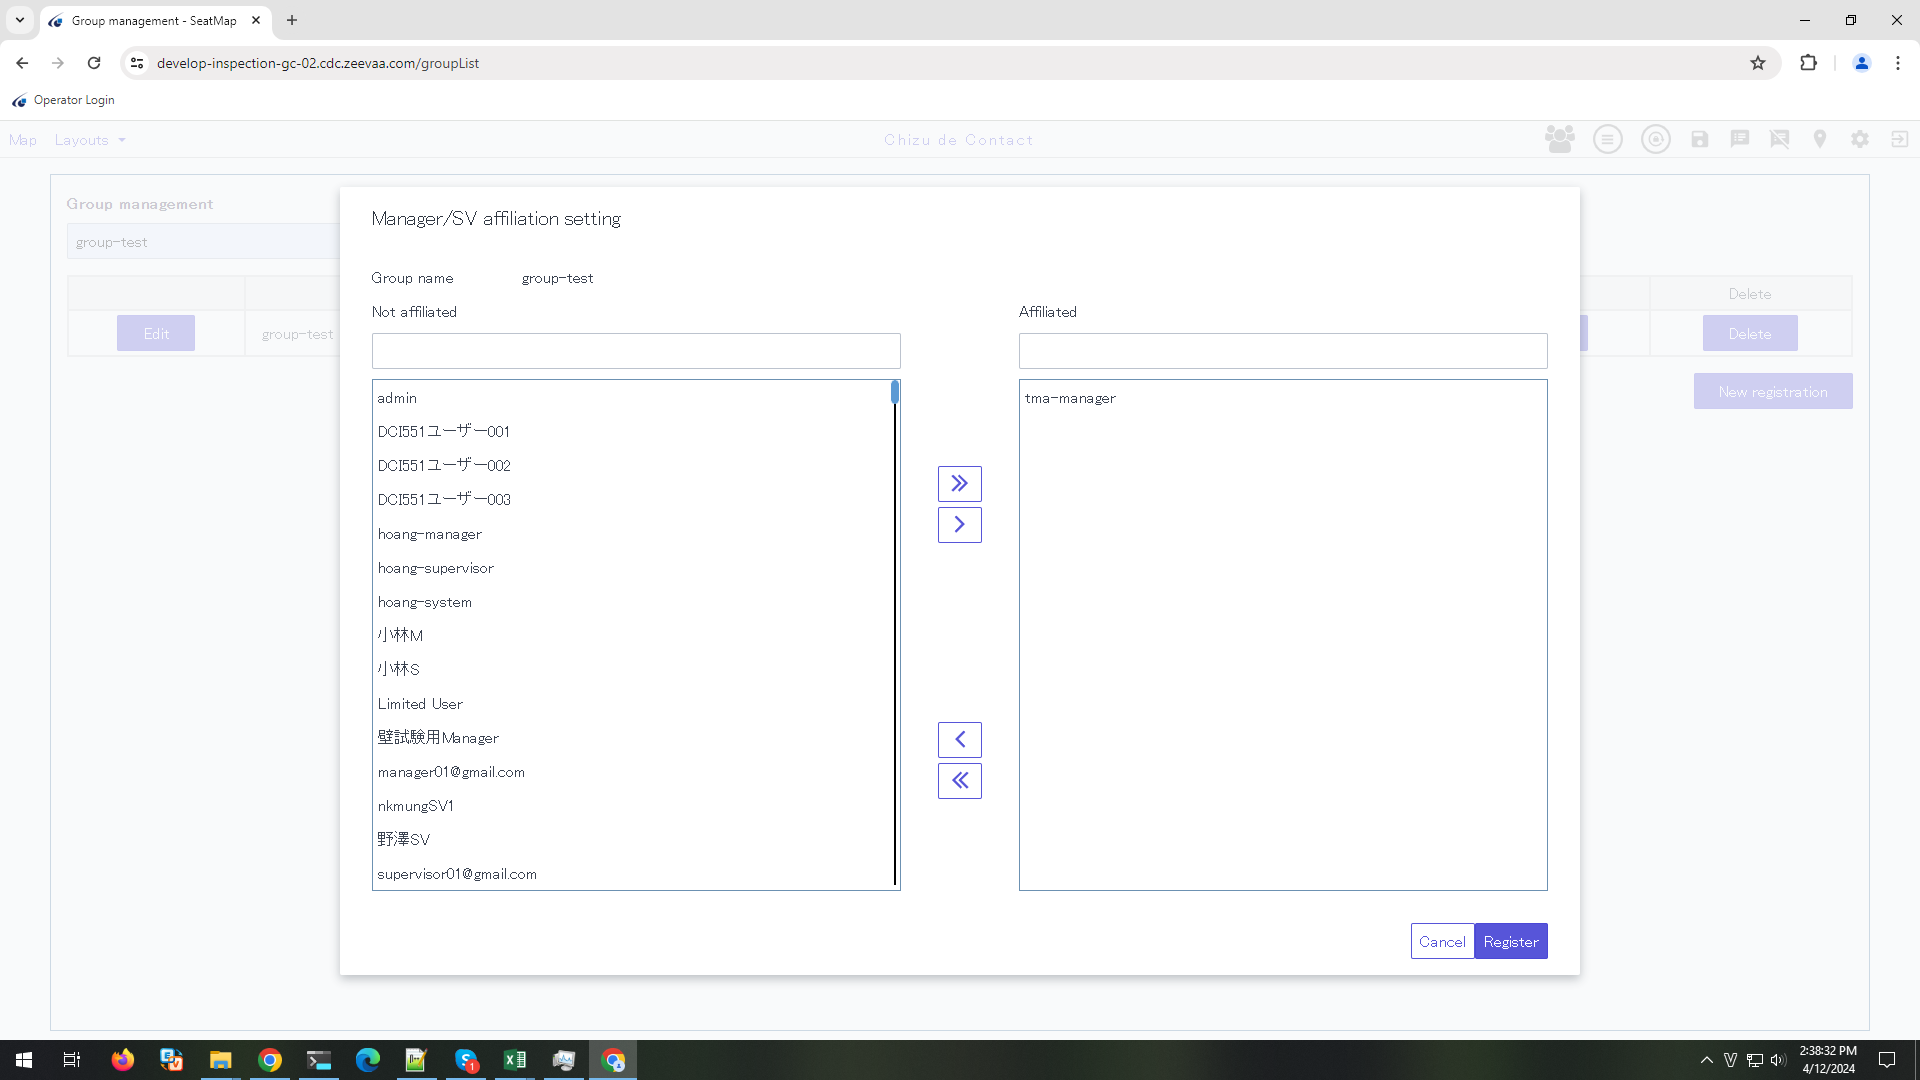 Group management - SeatMap
develop-inspection-gc-02.cdc.zeevaa.com/groupList
Operator Login
Map Layouts Chizu de Contact
Group management
group-test
Delete
Edit group-test Delete
New registration
Manager/SV affiliation setting
Group name group-test
Not affiliated Affiliated
admin
DCI551ユーザー001
DCI551ユーザー002
DCI551ユーザー003
hoang-manager
hoang-supervisor
hoang-system
小林M
小林S
Limited User
壁試験用Manager
manager01@gmail.com
nkmungSV1
野澤SV
supervisor01@gmail.com
tma-manager
Cancel Register
1
2:38:32 PM
4/12/2024